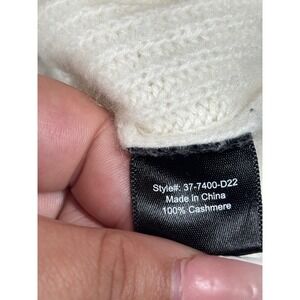 Style#: 37-7400-D22
Made in China
100% Cashmere